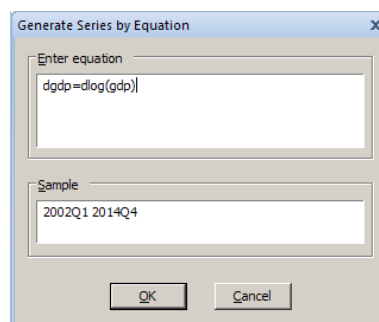 Generate Series by Equation
x
Enter equation
dgdp=dlog(gdp)
Sample
2002Q1 2014Q4
OK
Cancel